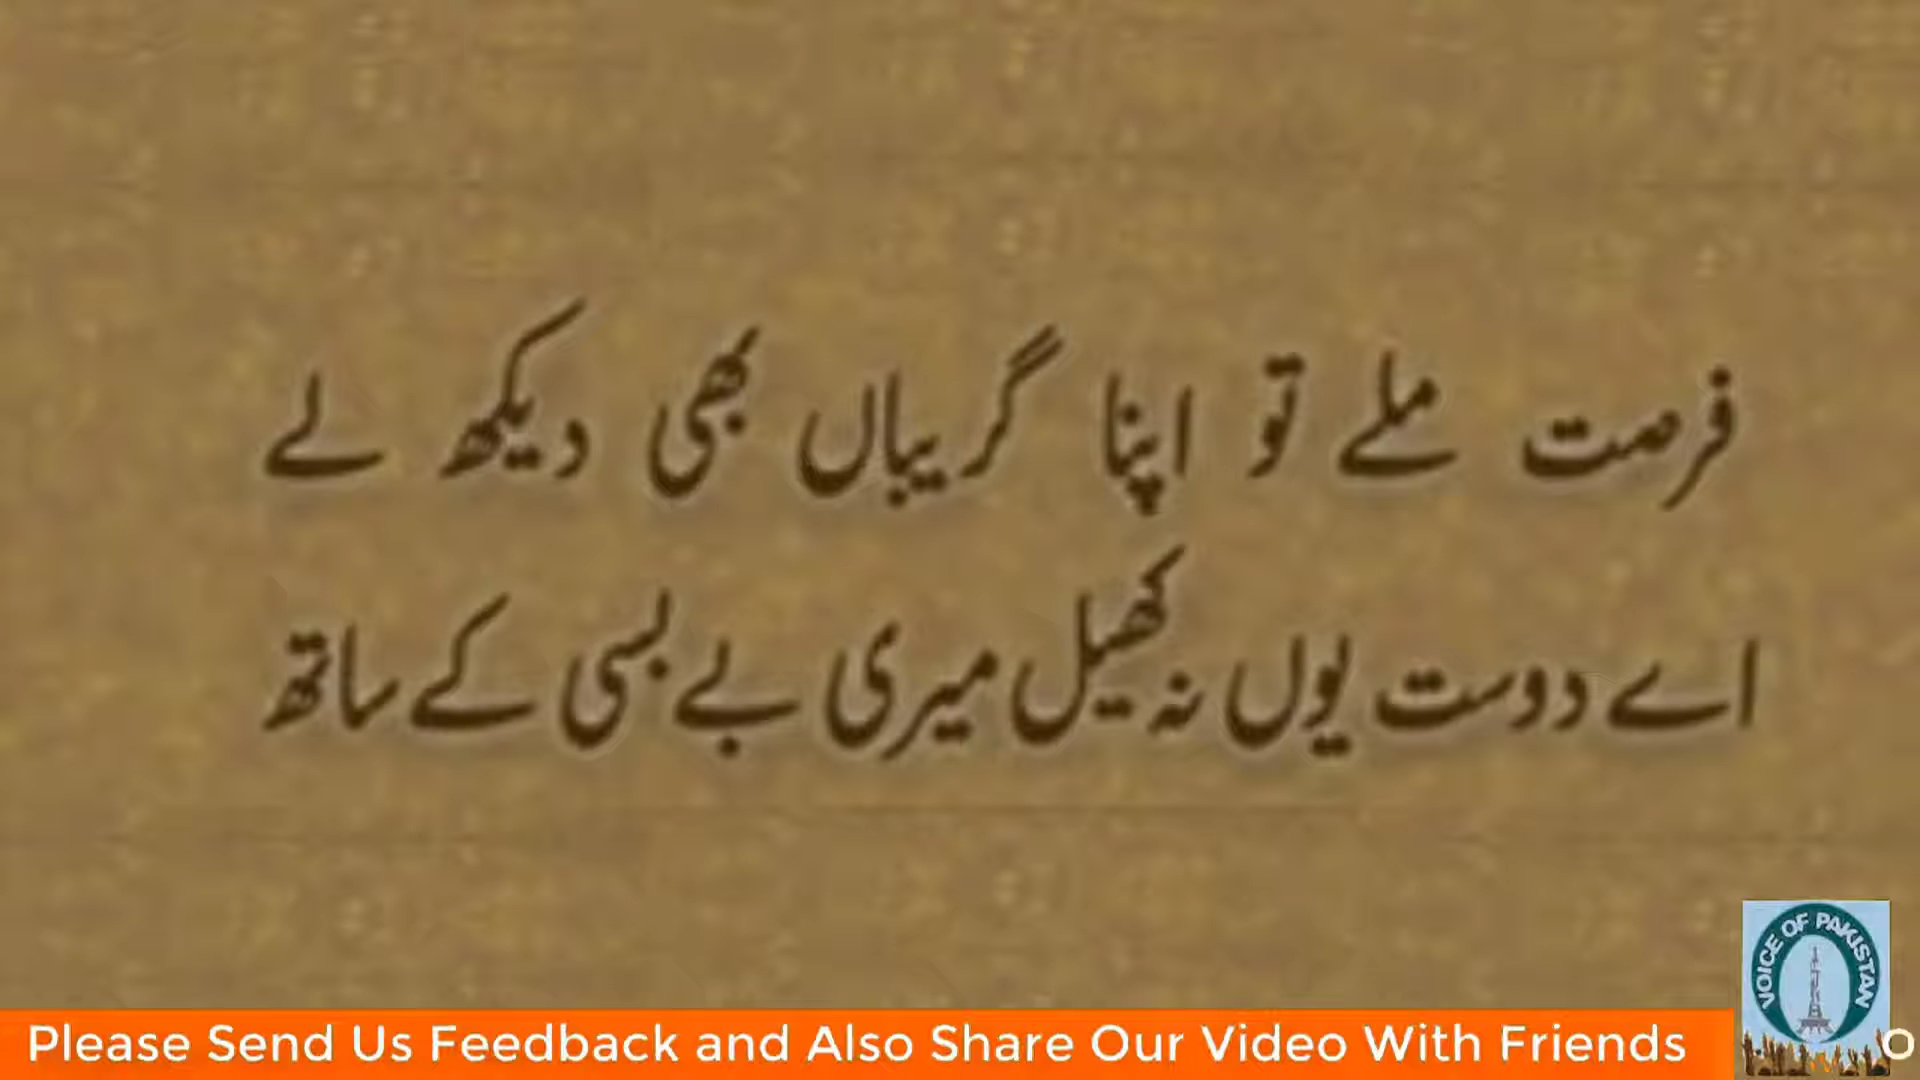 فرصت ملے تو اپنا گریباں بھی دیکھ لے
اے دوست یوں نہ کھیل میری بے بسی کے ساتھ
VOICE OF PAKISTAN
Please Send Us Feedback and Also Share Our Video With Friends
O